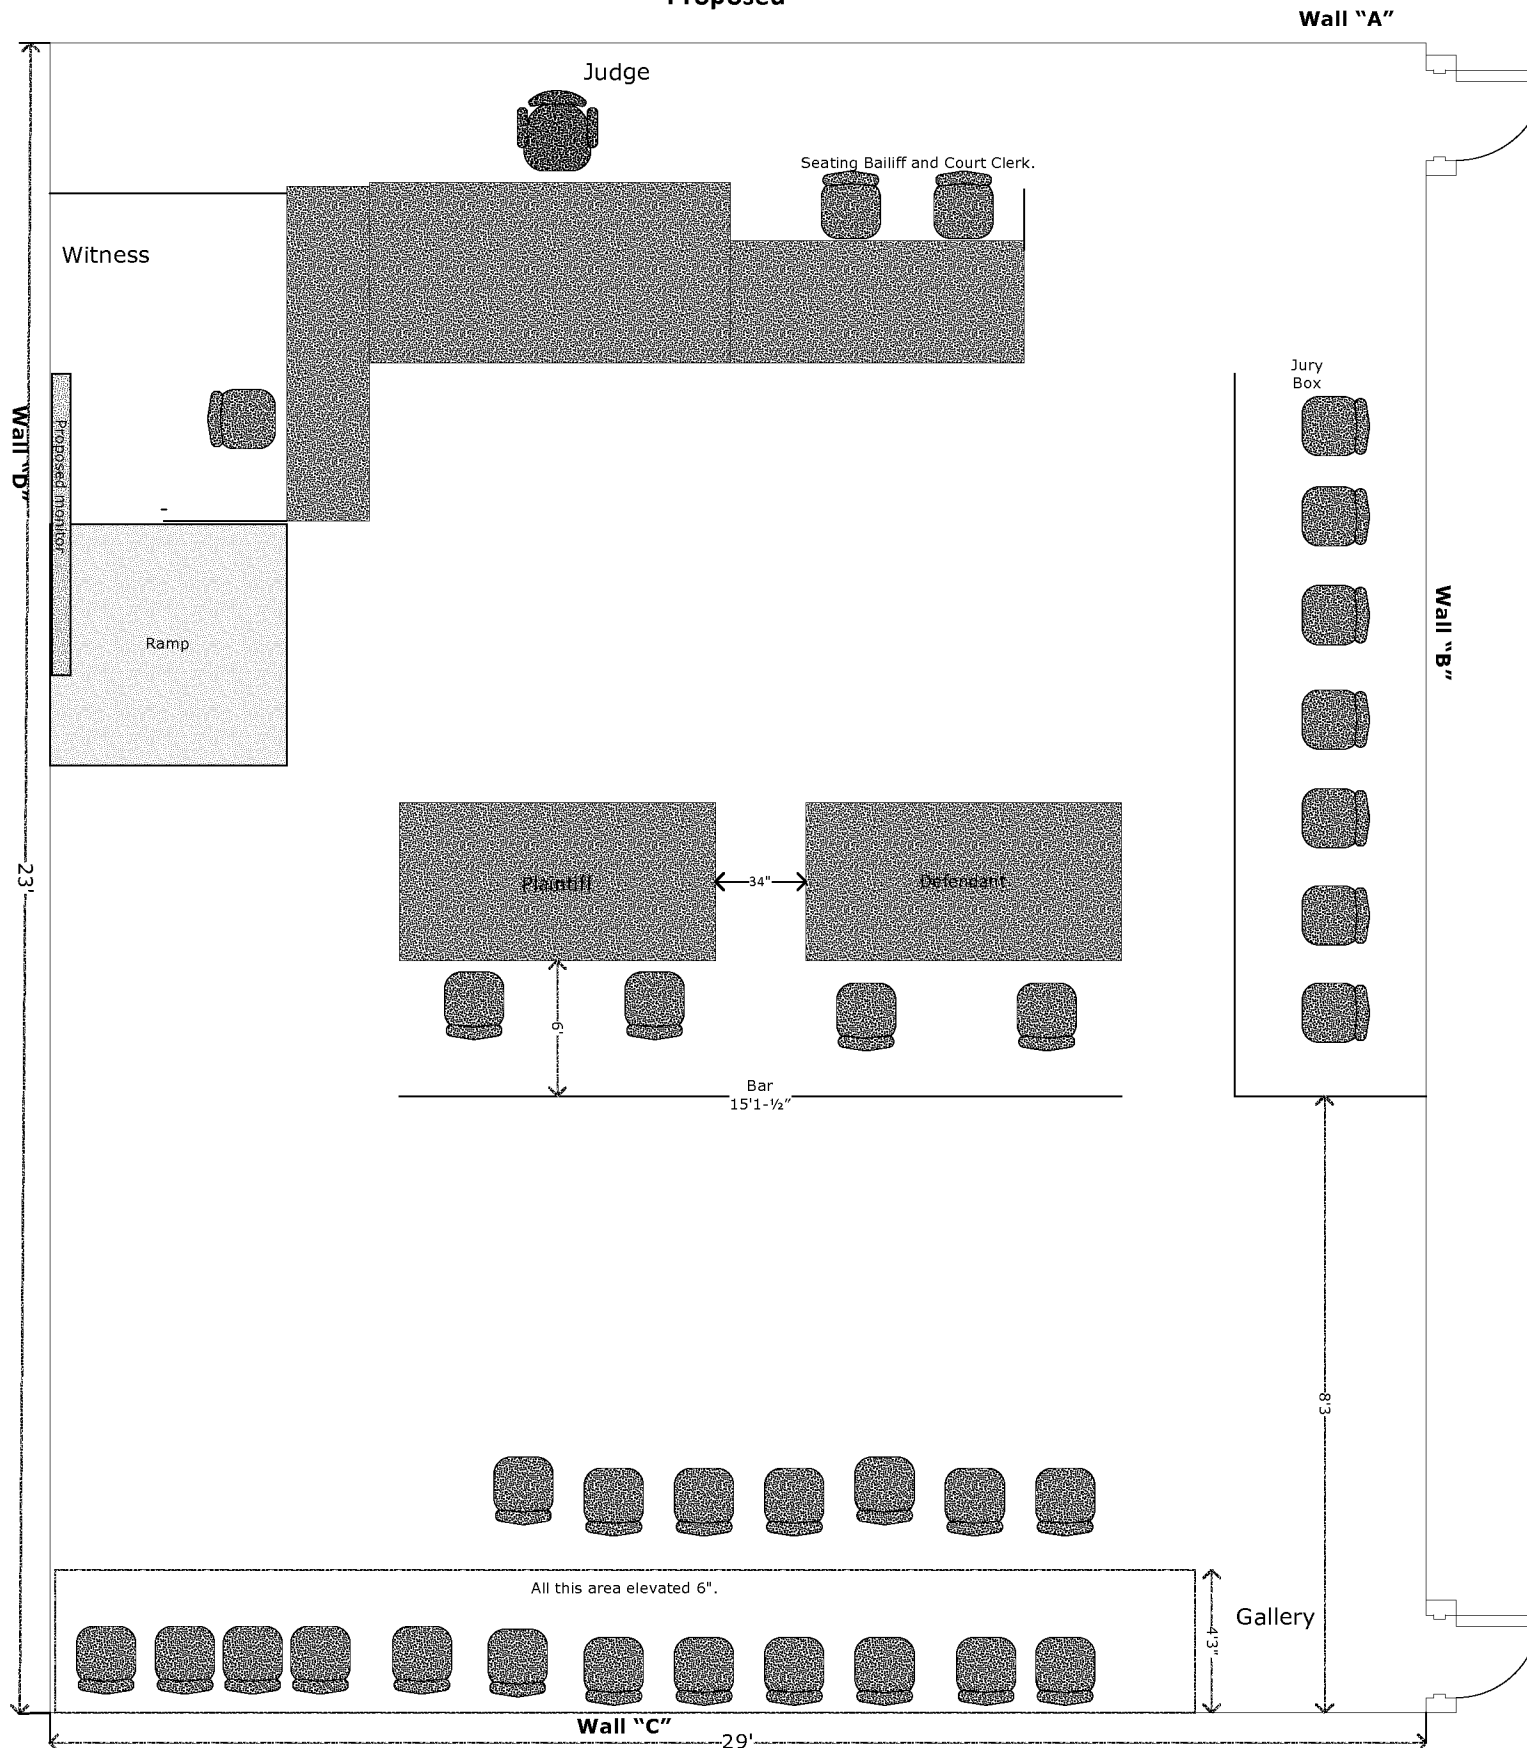 Proposed
Wall “A”
Judge
Seating Bailiff and Court Clerk.
Witness
Jury
Box
Wall “D”
Proposed monitor
-
Wall “B”
Ramp
23'
Plaintiff
34"
Defendant
6'
Bar
15'1-½”
8'3
All this area elevated 6".
Gallery
4'3"
Wall “C”
29'